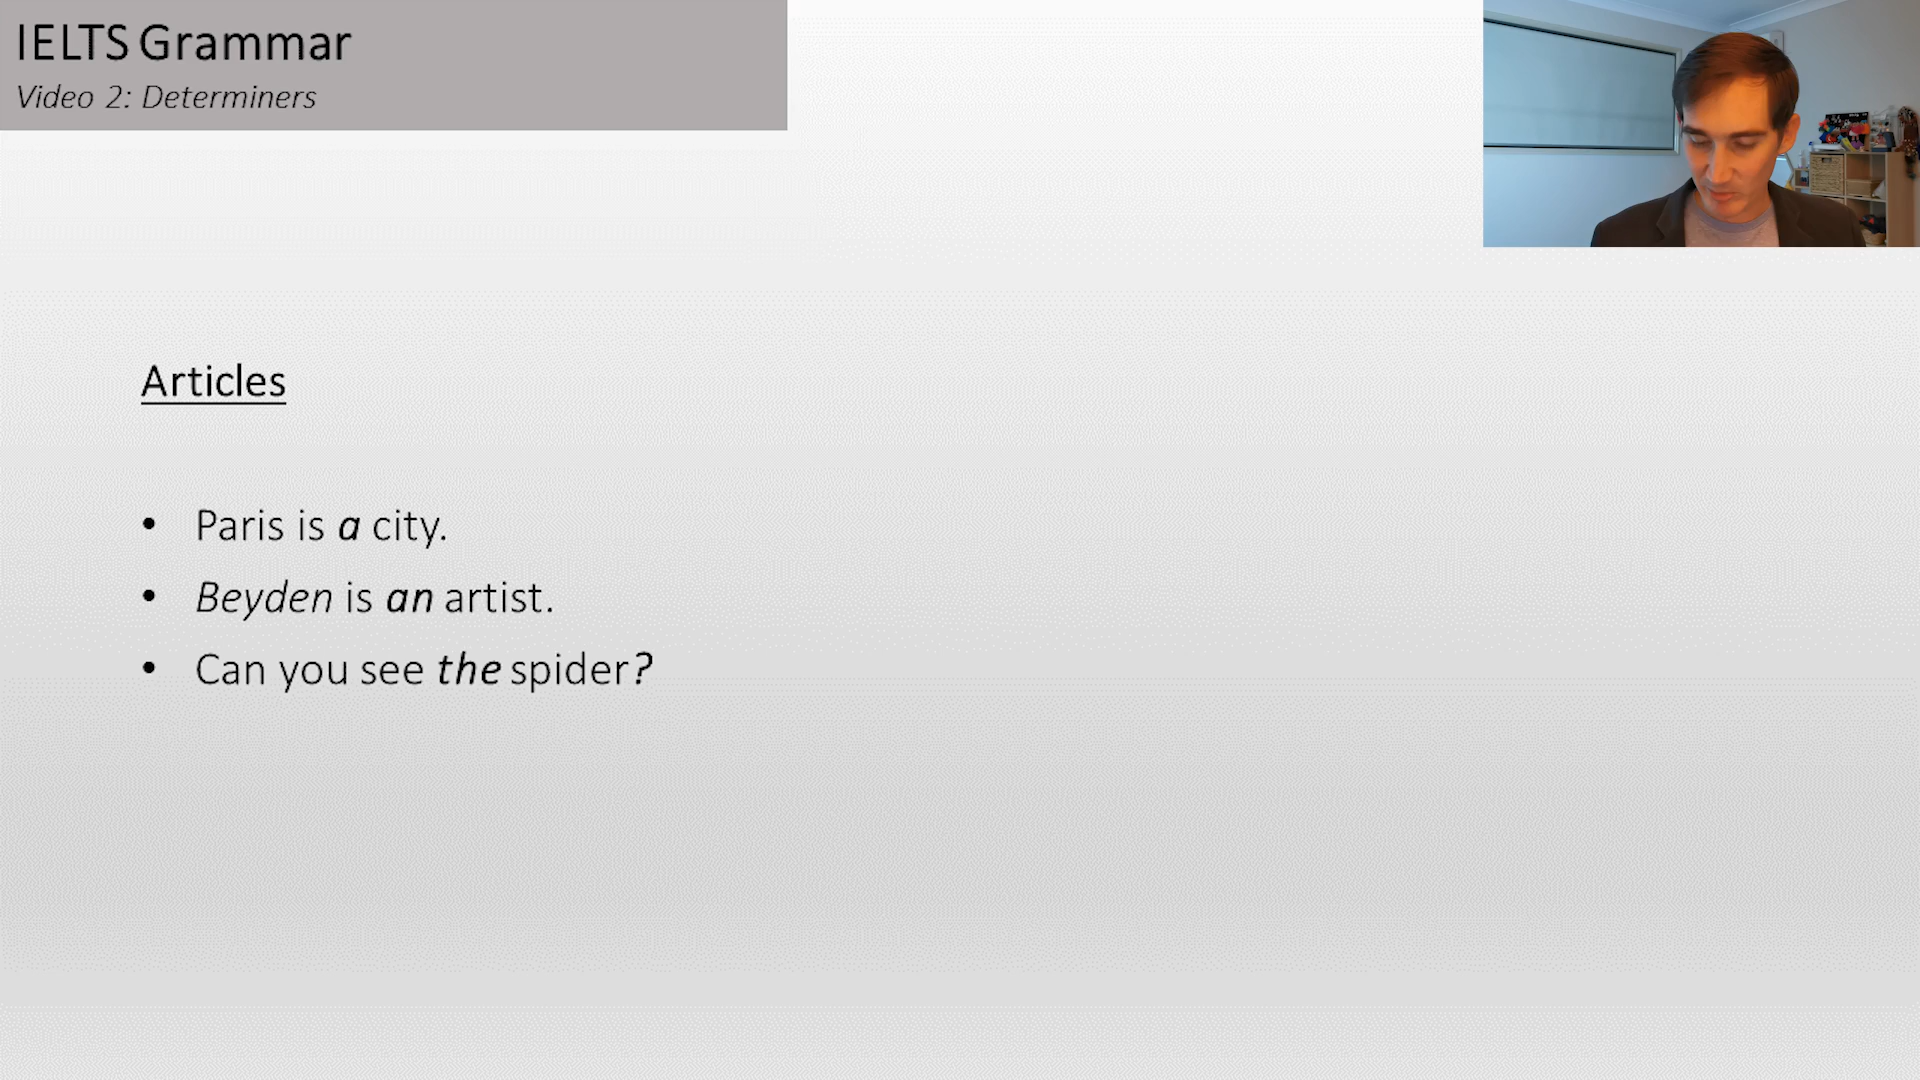 IELTS Grammar
Video 2: Determiners
Articles
• Paris is a city.
• Beyden is an artist.
• Can you see the spider?